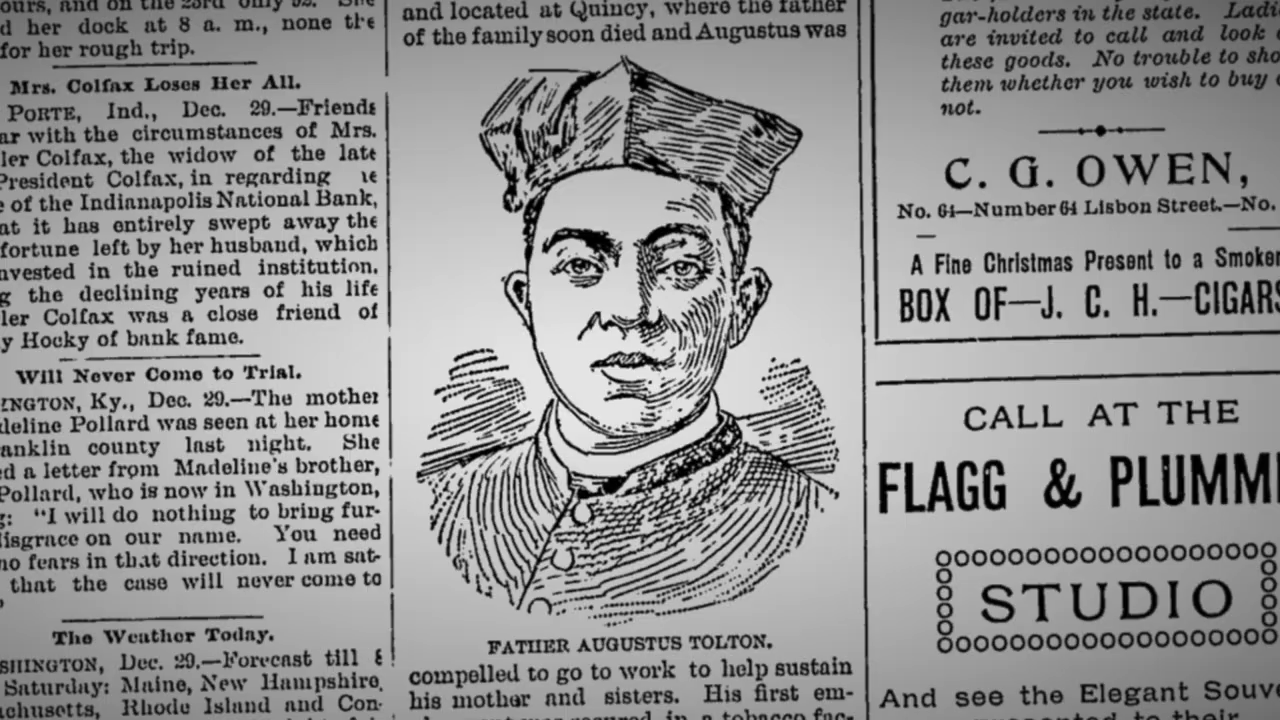 ours, and on the 23rd only
her dock at 8 a. m., none the
for her rough trip.
Mrs. Colfax Loses Her All.
PORTE, Ind., Dec. 29.—Friends
ar with the circumstances of Mrs.
ler Colfax, the widow of the late
President Colfax, in regarding
e of the Indianapolis National Bank,
at it has entirely swept away the
fortune left by her husband, which
nvested in the ruined institution.
g the declining years of his life
ler Colfax was a close friend of
y Hocky of bank fame.
Will Never Come to Trial.
INGTON, Ky., Dec. 29.—The mother
deline Pollard was seen at her home
anklin county last night. She
ed a letter from Madeline's brother,
Pollard, who is now in Washington,
g: "I will do nothing to bring fur-
disgrace on our name. You need
no fears in that direction. I am sat-
that the case will never come to
The Weather Today.
SHINGTON, Dec. 29.—Forecast till 8
Saturday: Maine, New Hampshire,
achusetts, Rhode Island and Con-
and located at Quincy, where the father
of the family soon died and Augustus was
FATHER AUGUSTUS TOLTON.
compelled to go to work to help sustain
his mother and sisters. His first em-
in a tobacco fac-
gar-holders in the state. Ladi
are invited to call and look
these goods. No trouble to sho
them whether you wish to buy
not.
C. G. OWEN,
No. 64—Number 64 Lisbon Street.—No.
A Fine Christmas Present to a Smoker
BOX OF—J. C. H.—CIGARS
CALL AT THE
FLAGG & PLUMM
STUDIO
And see the Elegant Souv
presented to their